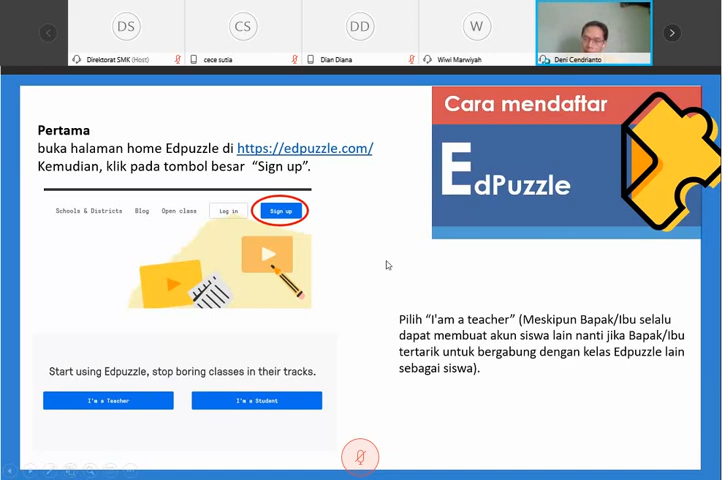 DS
CS
DD
W
Direktorat SMK (Host)
cece sutia
Dian Diana
Wiwi Marwiyah
Deni Cendrianto
Cara mendaftar
EdPuzzle
Pertama
buka halaman home Edpuzzle di https://edpuzzle.com/
Kemudian, klik pada tombol besar "Sign up".
Schools & Districts Blog Open class Log in Sign up
Pilih "I'am a teacher" (Meskipun Bapak/Ibu selalu
dapat membuat akun siswa lain nanti jika Bapak/Ibu
tertarik untuk bergabung dengan kelas Edpuzzle lain
sebagai siswa).
Start using Edpuzzle, stop boring classes in their tracks.
I'm a Teacher I'm a Student